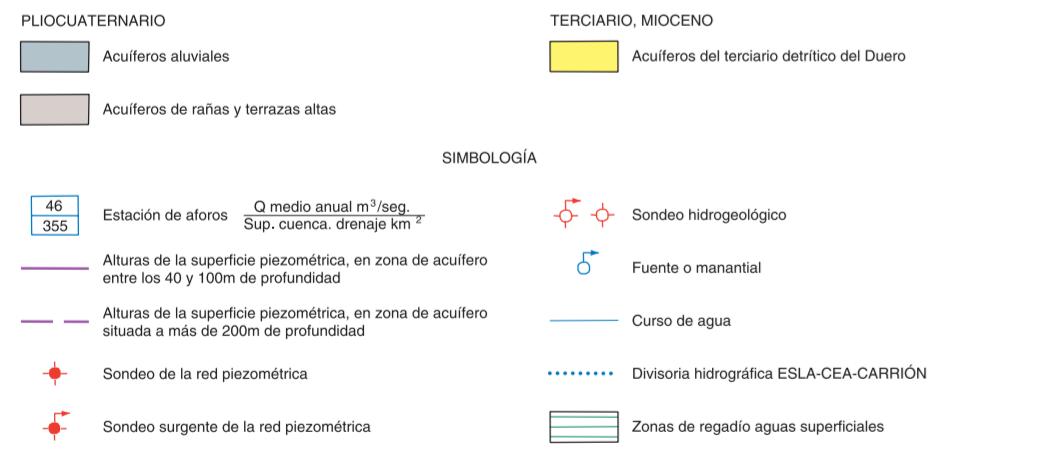 PLIOCUATERNARIO
Acuíferos aluviales
Acuíferos de rañas y terrazas altas
TERCIARIO, MIOCENO
Acuíferos del terciario detrítico del Duero
SIMBOLOGÍA
46
355
Estación de aforos
Q medio anual m³/seg.
Sup. cuenca. drenaje km ²
Alturas de la superficie piezométrica, en zona de acuífero
entre los 40 y 100m de profundidad
Alturas de la superficie piezométrica, en zona de acuífero
situada a más de 200m de profundidad
Sondeo de la red piezométrica
Sondeo surgente de la red piezométrica
Sondeo hidrogeológico
Fuente o manantial
Curso de agua
Divisoria hidrográfica ESLA-CEA-CARRIÓN
Zonas de regadío aguas superficiales